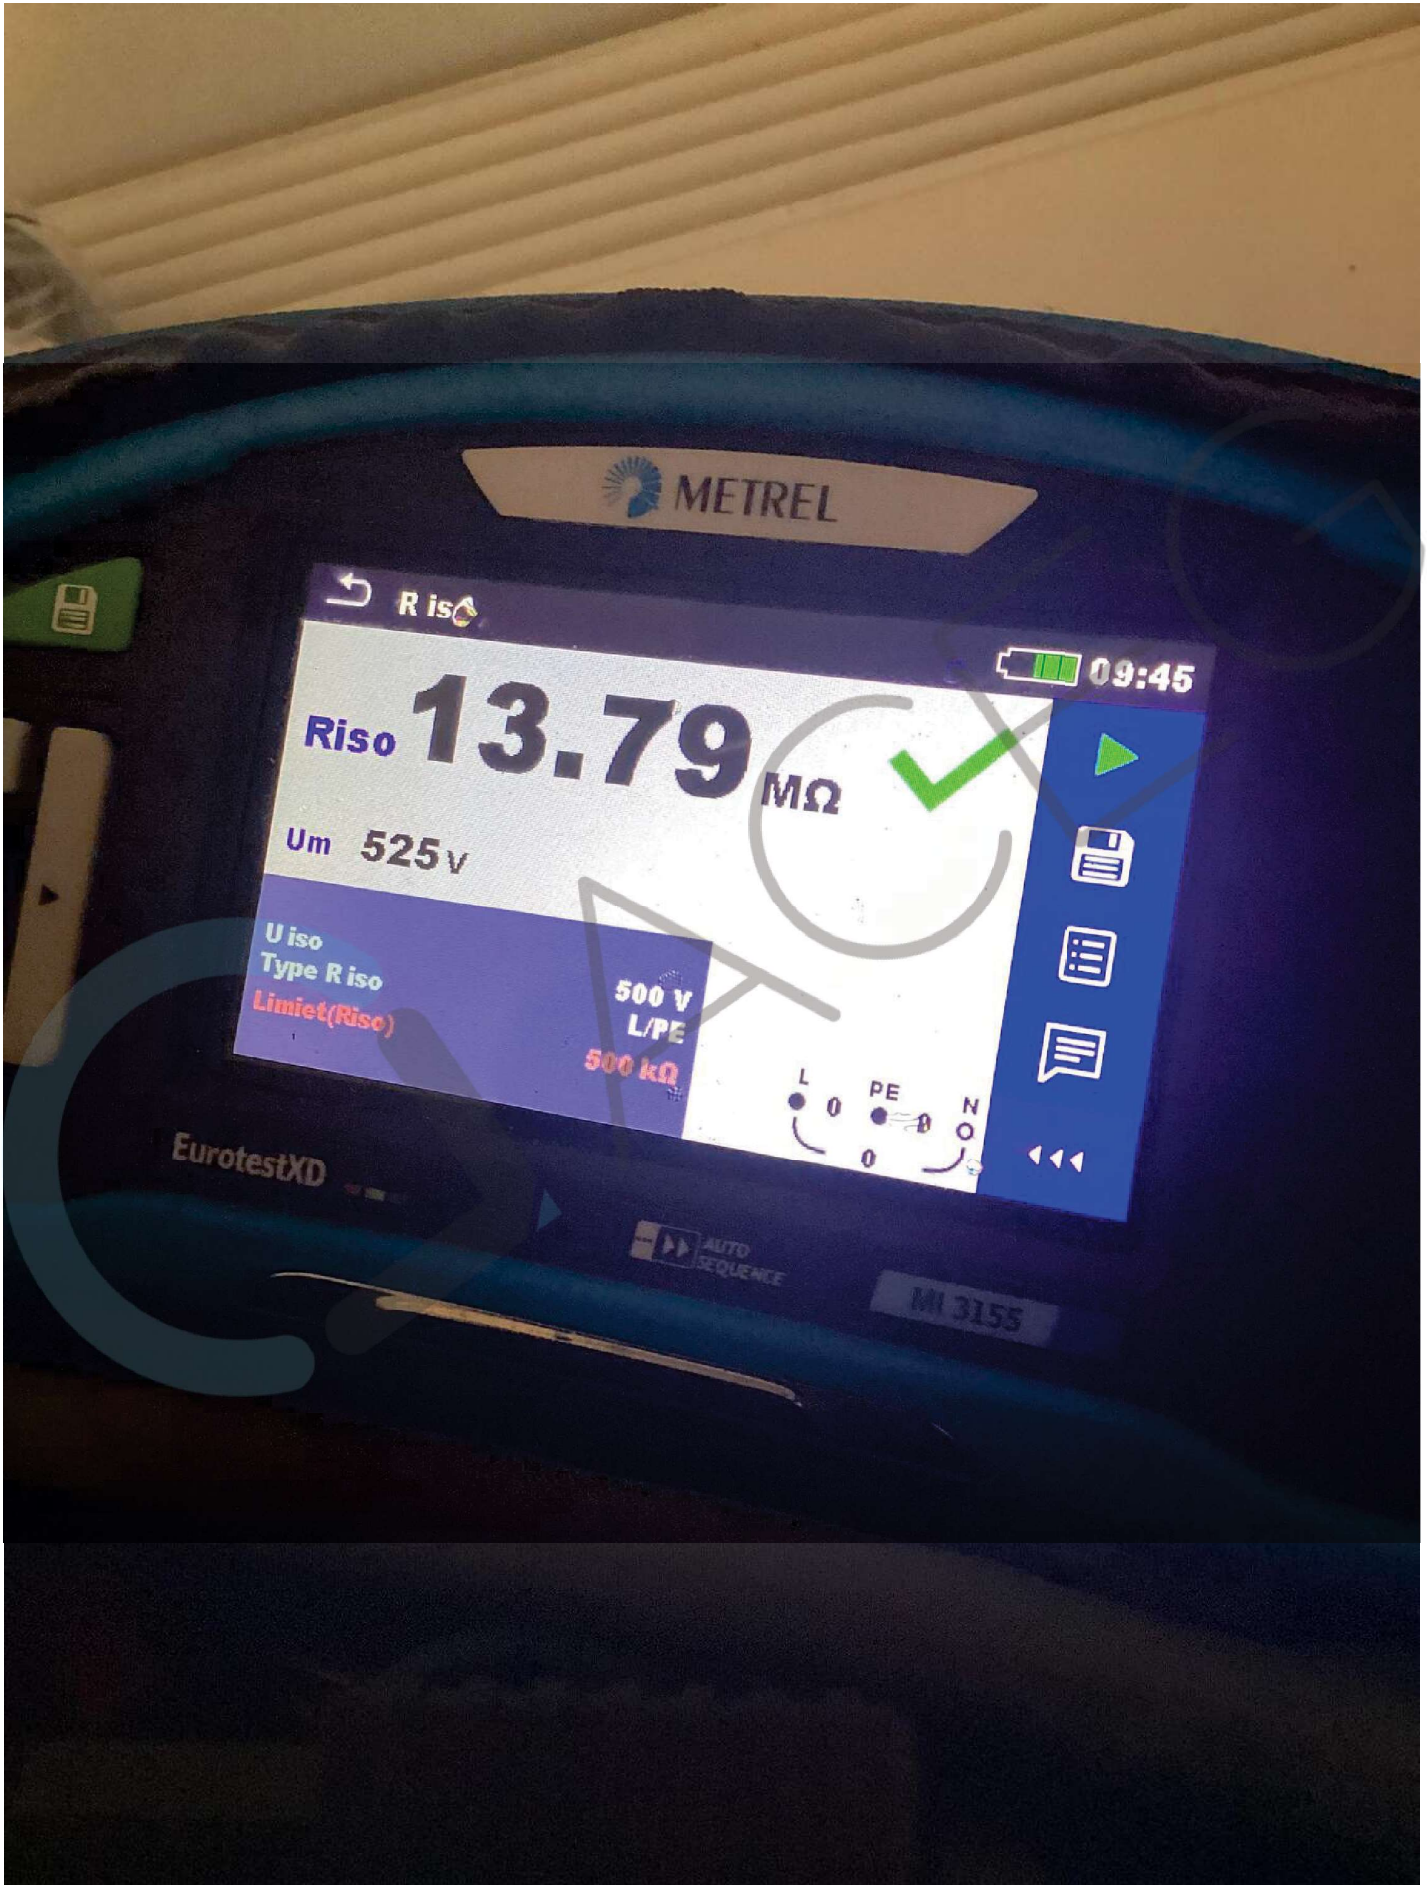 METREL
R iso
09:45
Riso 13.79 MΩ
Um 525 V
U iso 500 V
Type R iso L/PE
Limiet(Riso) 500 kΩ
L PE N
0 0
0
EurotestXD
AUTO
SEQUENCE
MI 3155